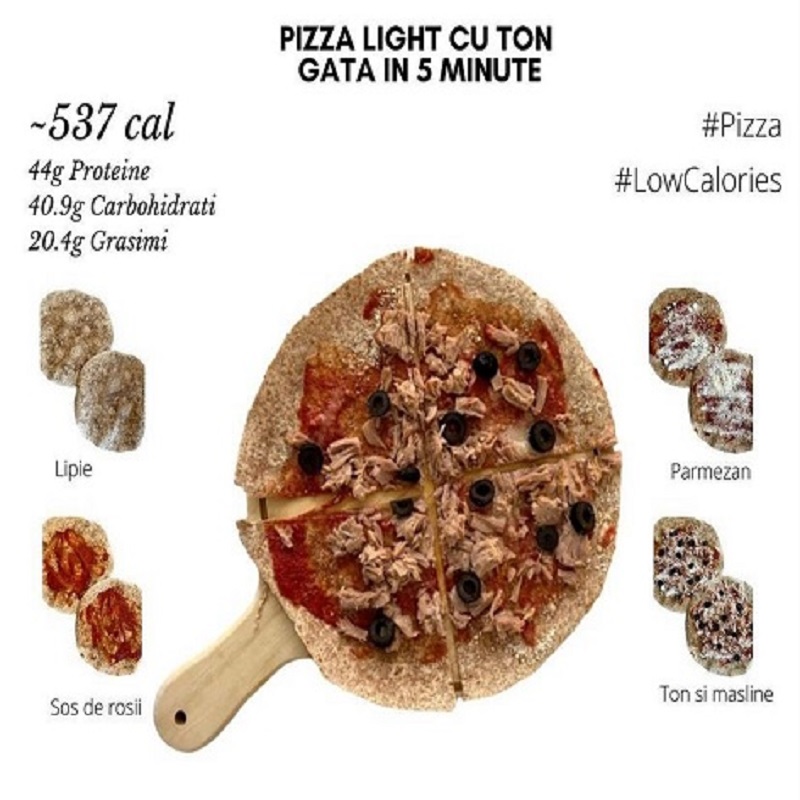 PIZZA LIGHT CU TON
GATA IN 5 MINUTE
~537 cal
44g Proteine
40.9g Carbohidrati
20.4g Grasimi
#Pizza
#LowCalories
Lipie
Parmezan
Sos de rosii
Ton si masline